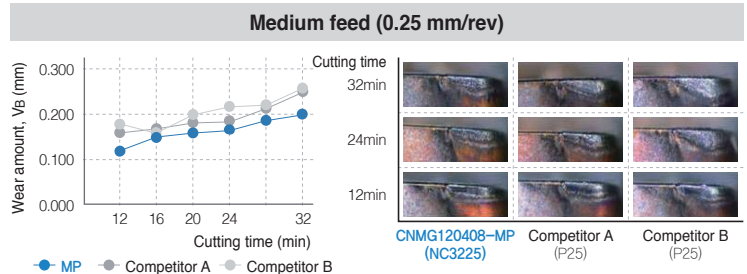 Medium feed (0.25 mm/rev)
Wear amount, VB (mm)
0.300
0.200
0.100
0.000
12 16 20 24 32
Cutting time (min)
MP Competitor A Competitor B
Cutting time
32min
24min
12min
CNMG120408-MP
(NC3225)
Competitor A
(P25)
Competitor B
(P25)